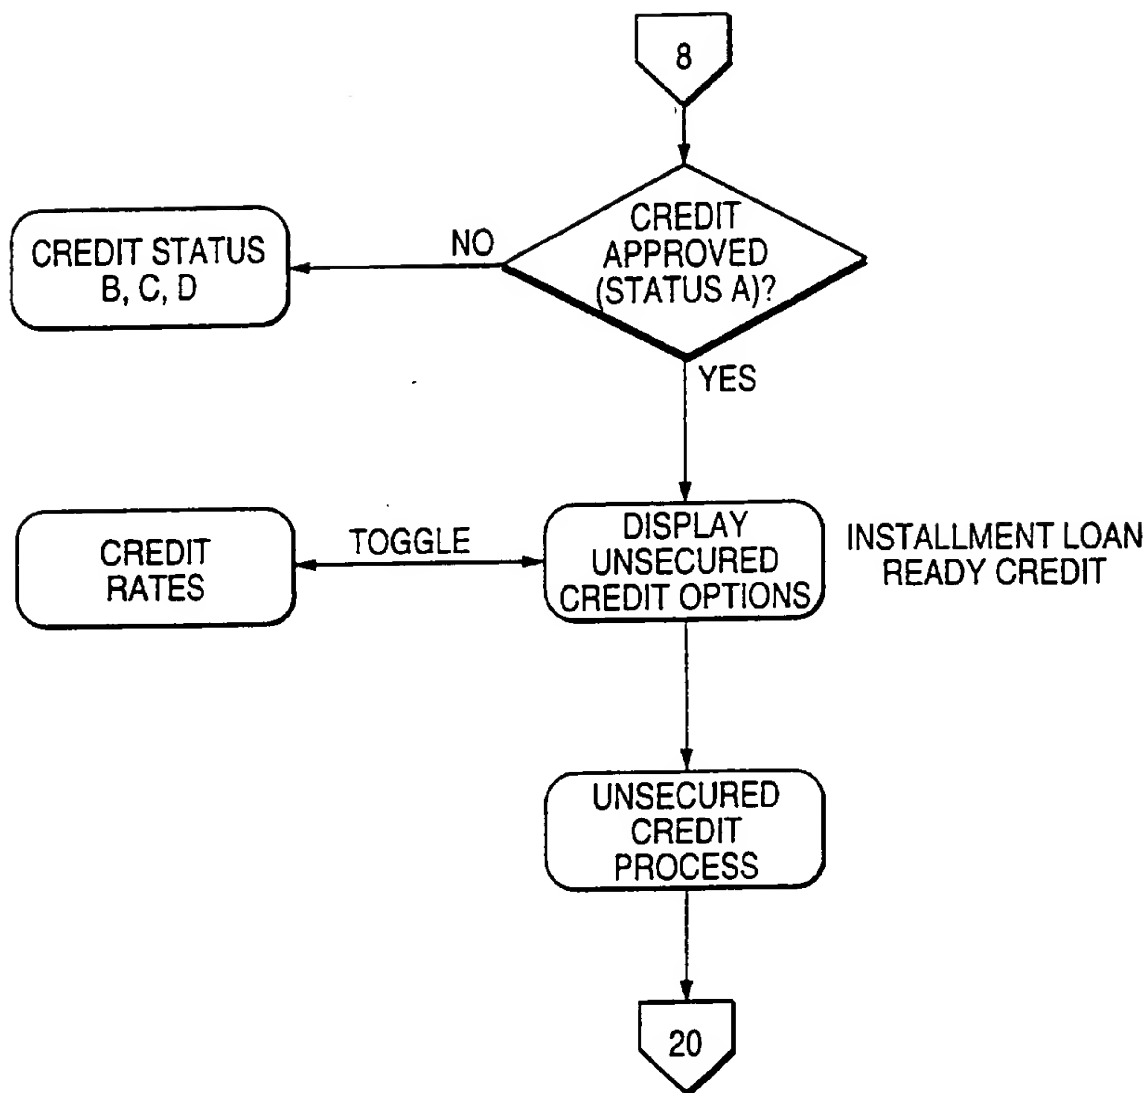 8
CREDIT
APPROVED
(STATUS A)?
NO
CREDIT STATUS
B, C, D
YES
CREDIT
RATES
TOGGLE
DISPLAY
UNSECURED
CREDIT OPTIONS
INSTALLMENT LOAN
READY CREDIT
UNSECURED
CREDIT
PROCESS
20